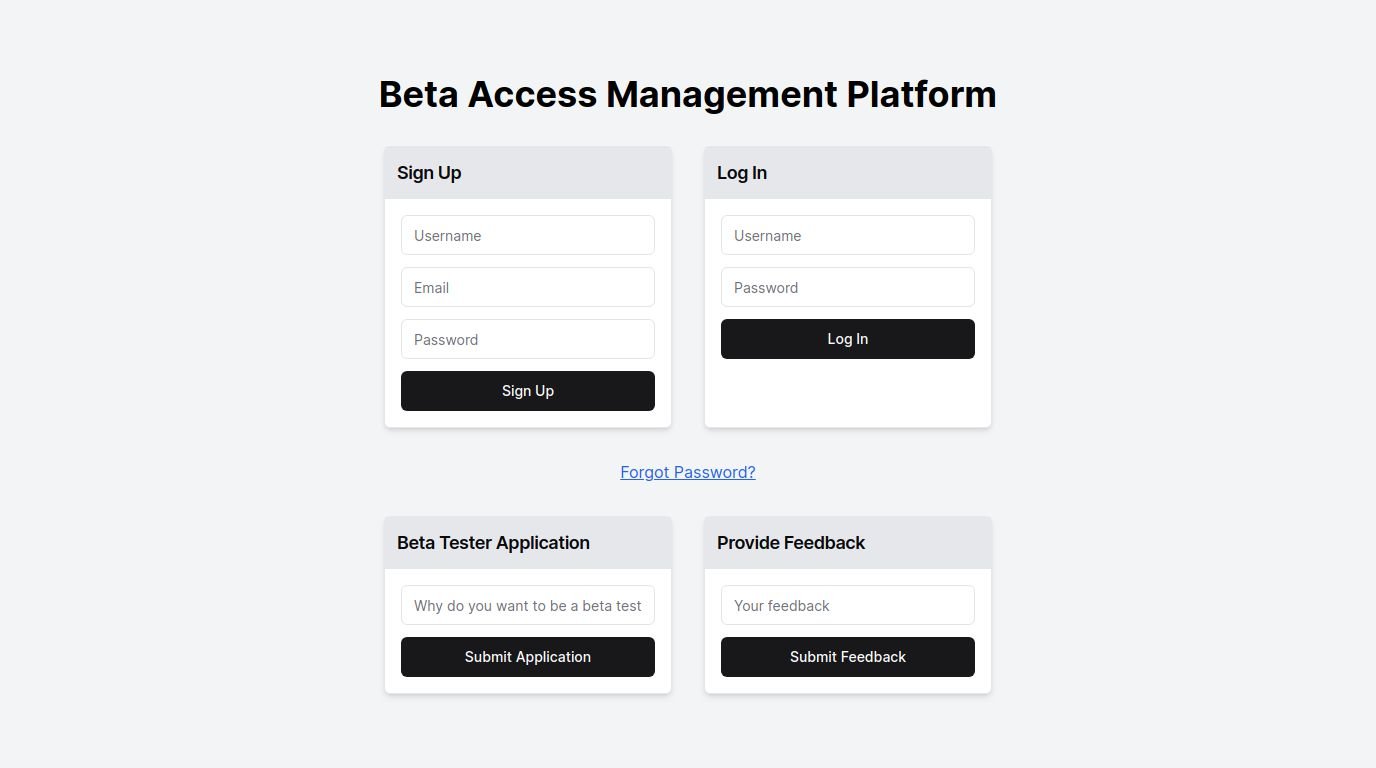 Beta Access Management Platform
Sign Up
Username
Email
Password
Sign Up
Log In
Username
Password
Log In
Forgot Password?
Beta Tester Application
Why do you want to be a beta test
Submit Application
Provide Feedback
Your feedback
Submit Feedback